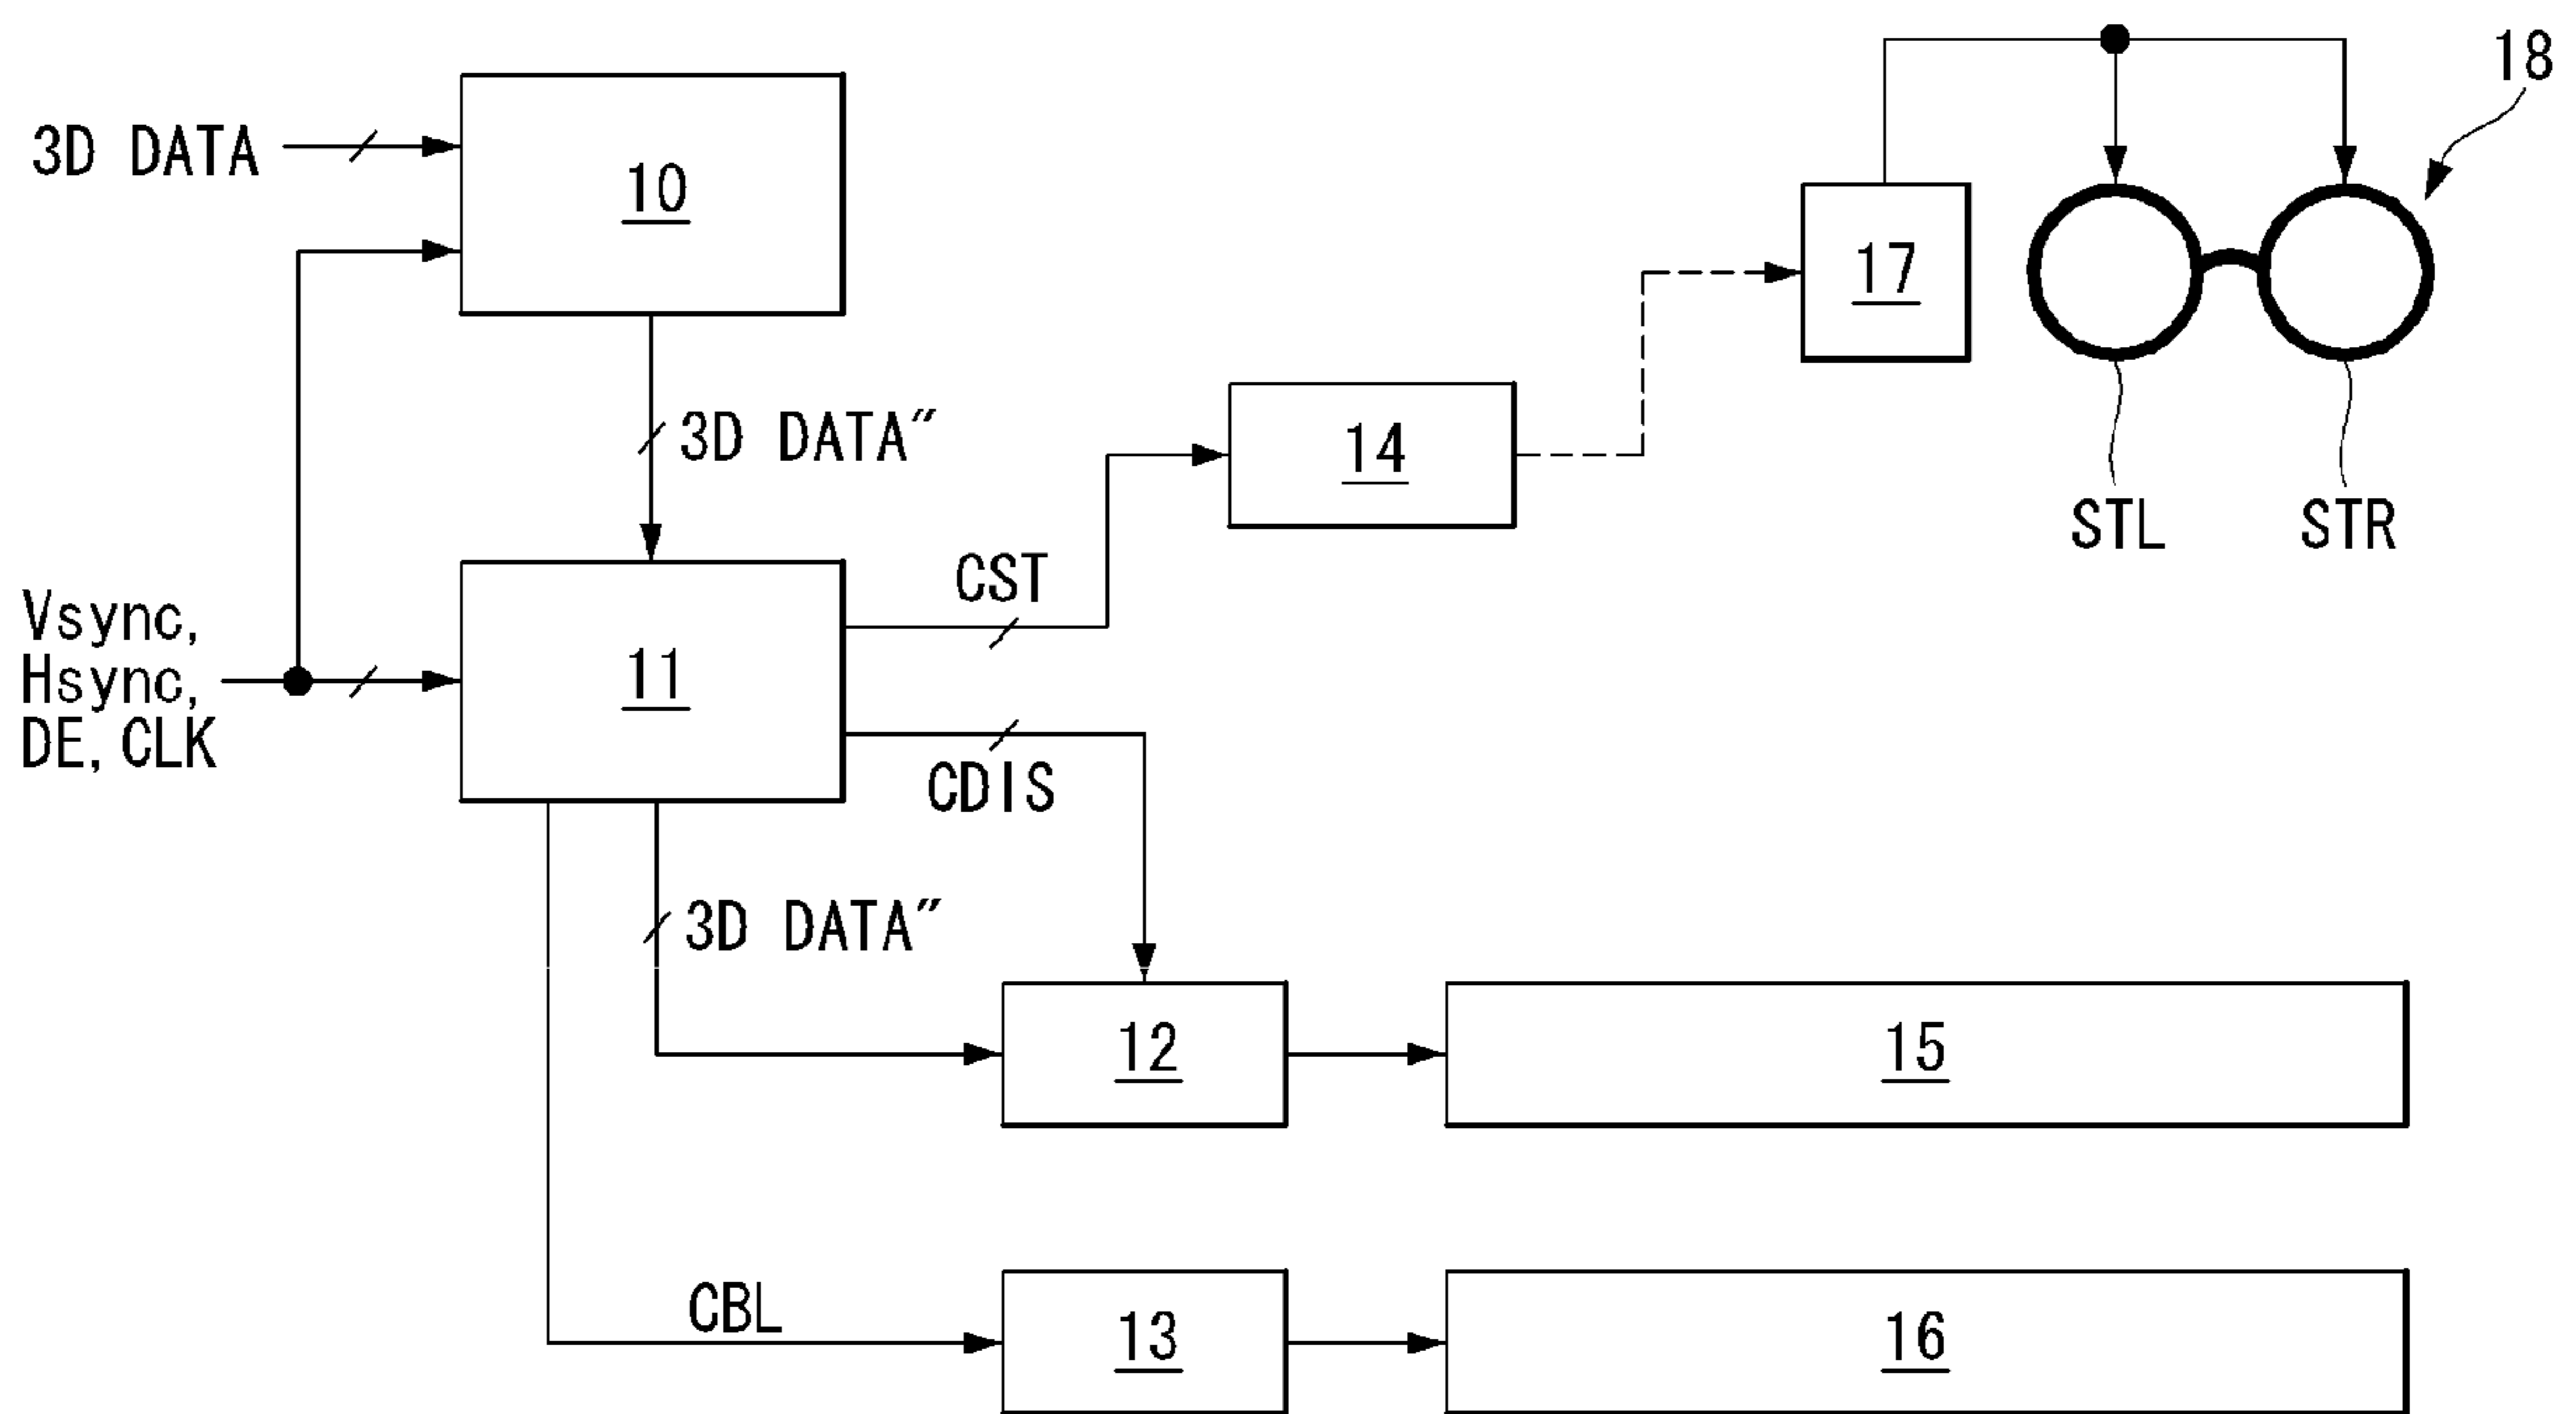 18
3D DATA
10
17
3D DATA"
14
STL
STR
CST
Vsync,
Hsync,
DE, CLK
11
CDIS
3D DATA"
12
15
CBL
13
16